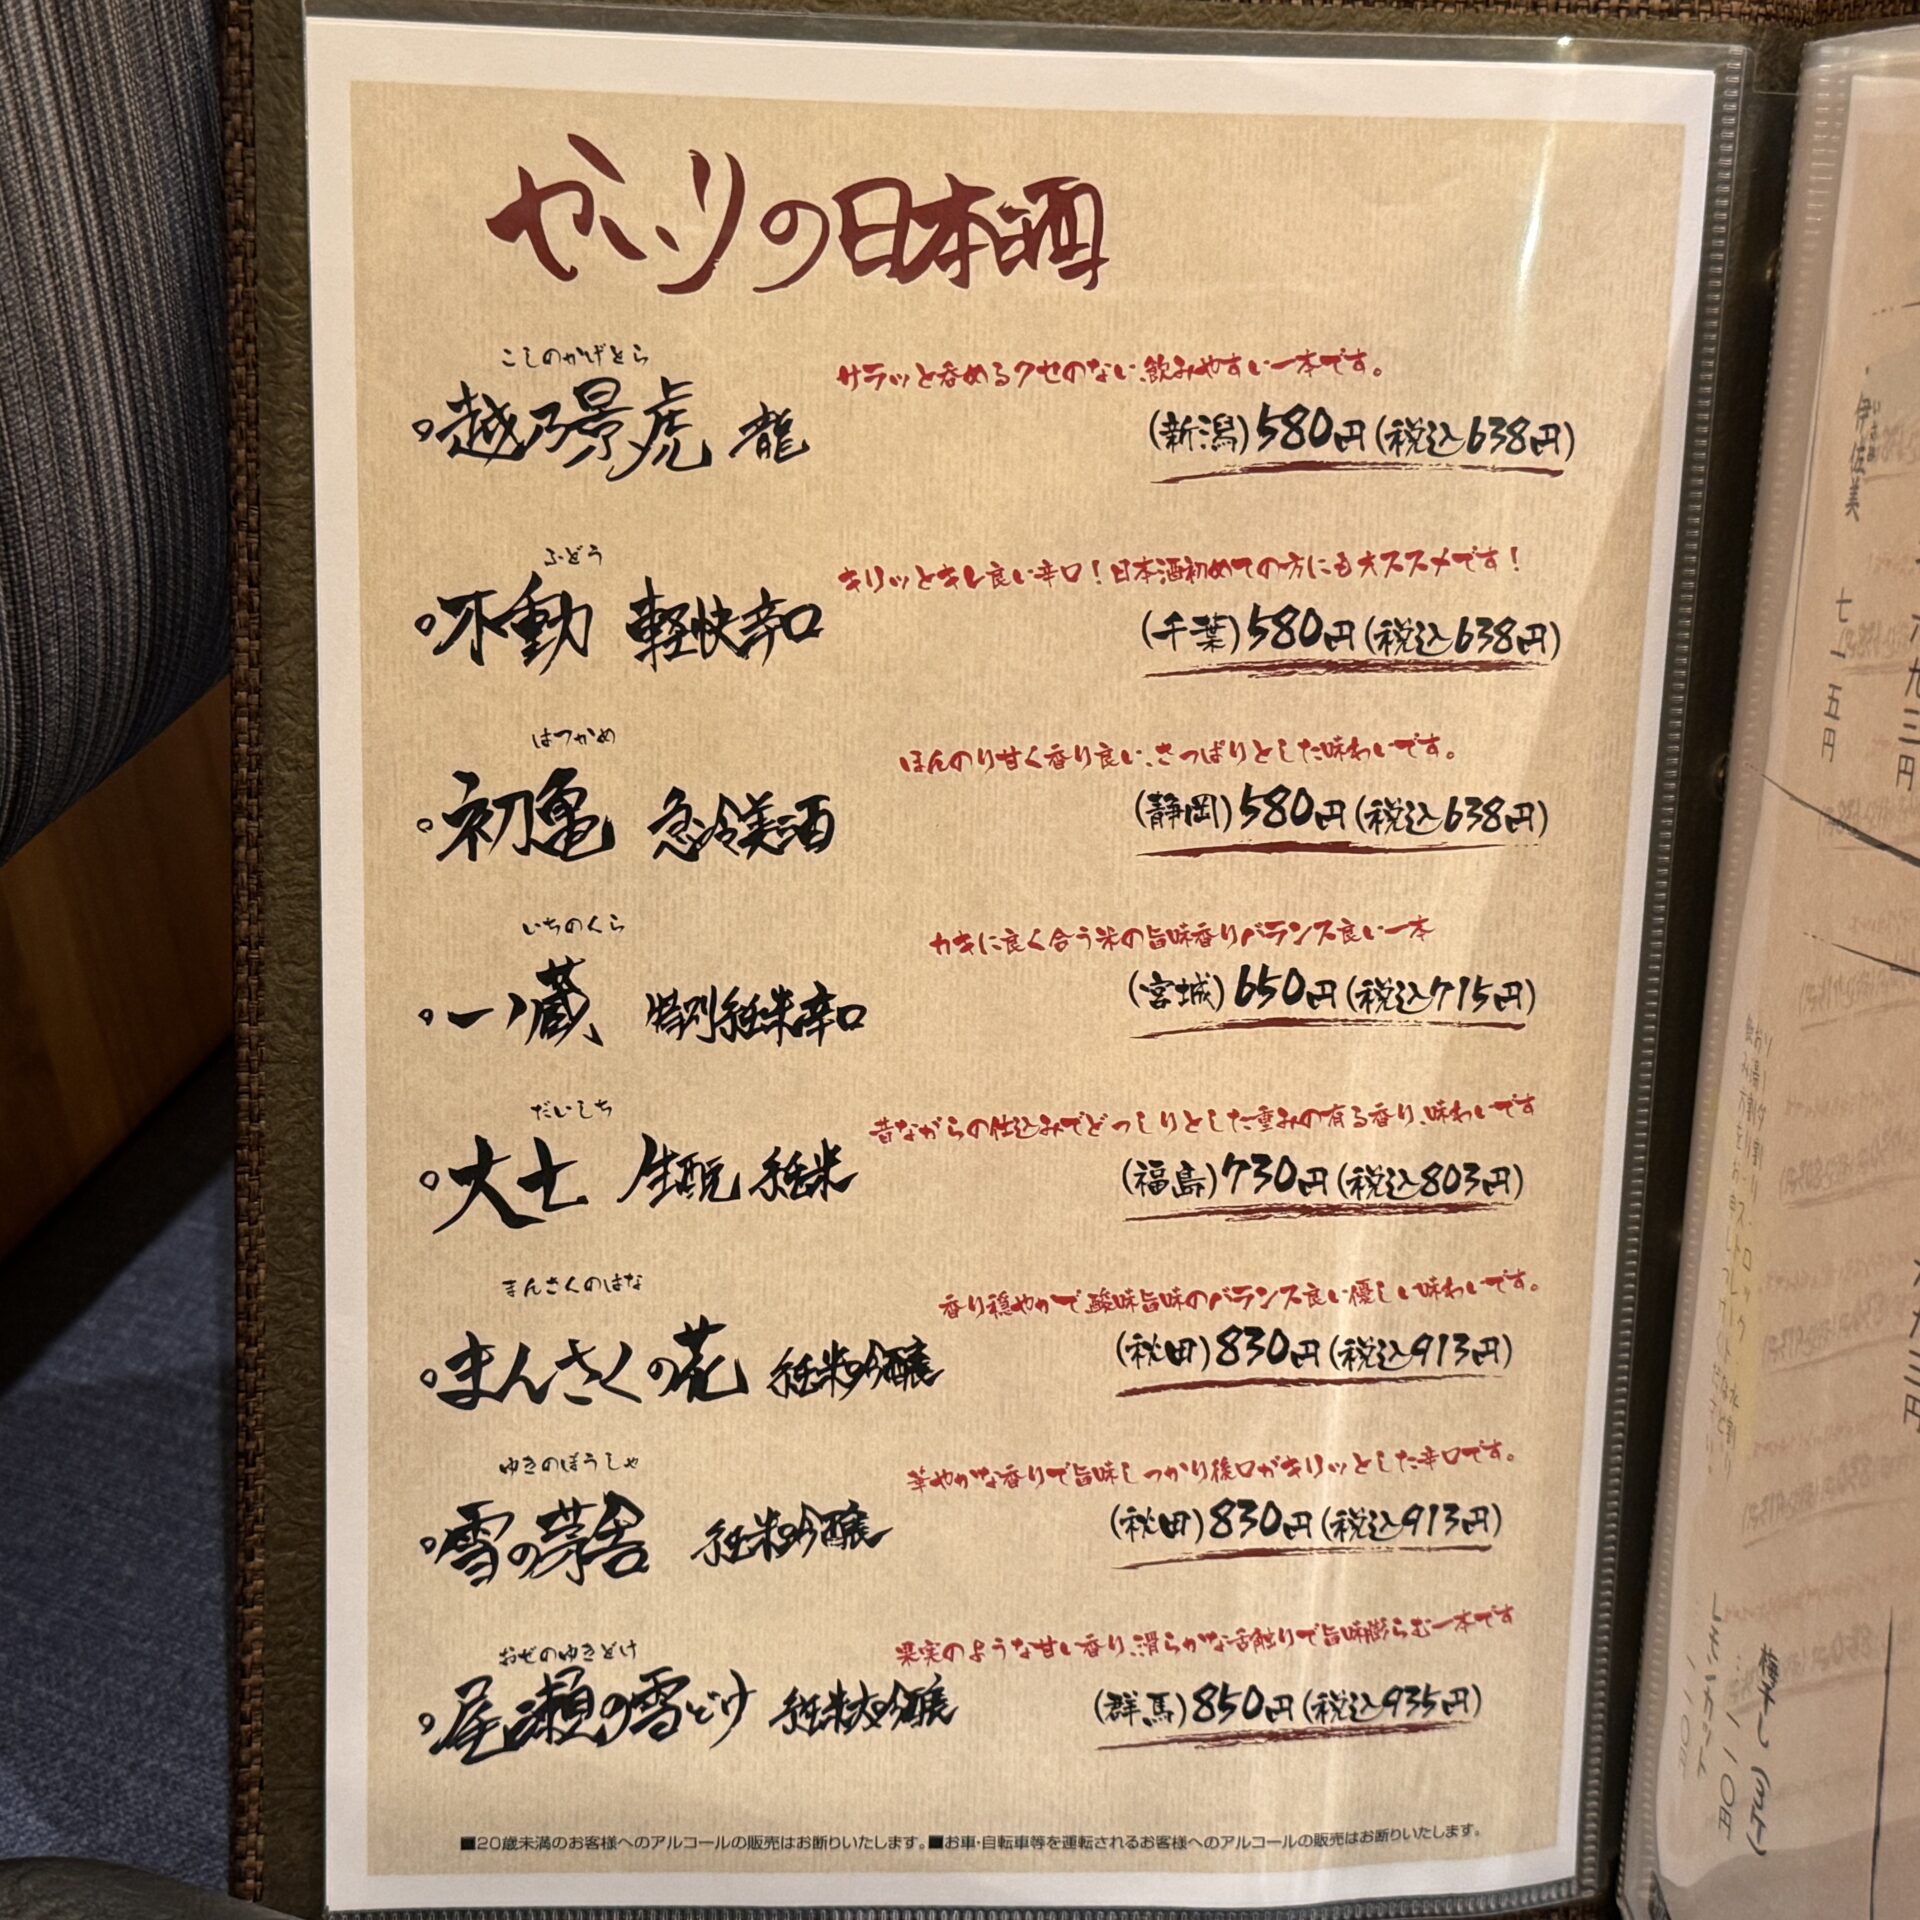 かいりの日本酒
こしのかげとら
サラッと呑めるクセのない、飲みやすい一本です。
越乃景虎 龍
(新潟)580円(税込638円)
ふどう
キリッとキレ良い辛口!日本酒初めての方にも大ススメです!
不動 軽快辛口
(千葉)580円(税込638円)
はつかめ
ほんのり甘く香り良い、さっぱりとした味わいです。
初亀 急冷美酒
(静岡)580円(税込638円)
いちのくら
カキに良く合う米の旨味香りバランス良い一本
一ノ蔵 特別純米辛口
(宮城)650円(税込715円)
だいしち
昔ながらの仕込みでどっしりとした重みの有る香り、味わいです
大七 生酛 純米
(福島)730円(税込803円)
まんさくのはな
香り穏やかで酸味旨味のバランス良い優しい味わいです。
まんさくの花 純米吟醸
(秋田)830円(税込913円)
ゆきのぼうしゃ
華やかな香りで旨味しっかり後口がキリッとした辛口です。
雪の茅舎 純米吟醸
(秋田)830円(税込913円)
おぜのゆきどけ
果実のような甘い香り、滑らかな舌触りで旨味膨らむ一本です
尾瀬の雪どけ 純米大吟醸
(群馬)850円(税込935円)
■20歳未満のお客様へのアルコールの販売はお断りいたします。■お車・自転車等を運転されるお客様へのアルコールの販売はお断りいたします。
伊佐美 七一五円
九三円
梅干し